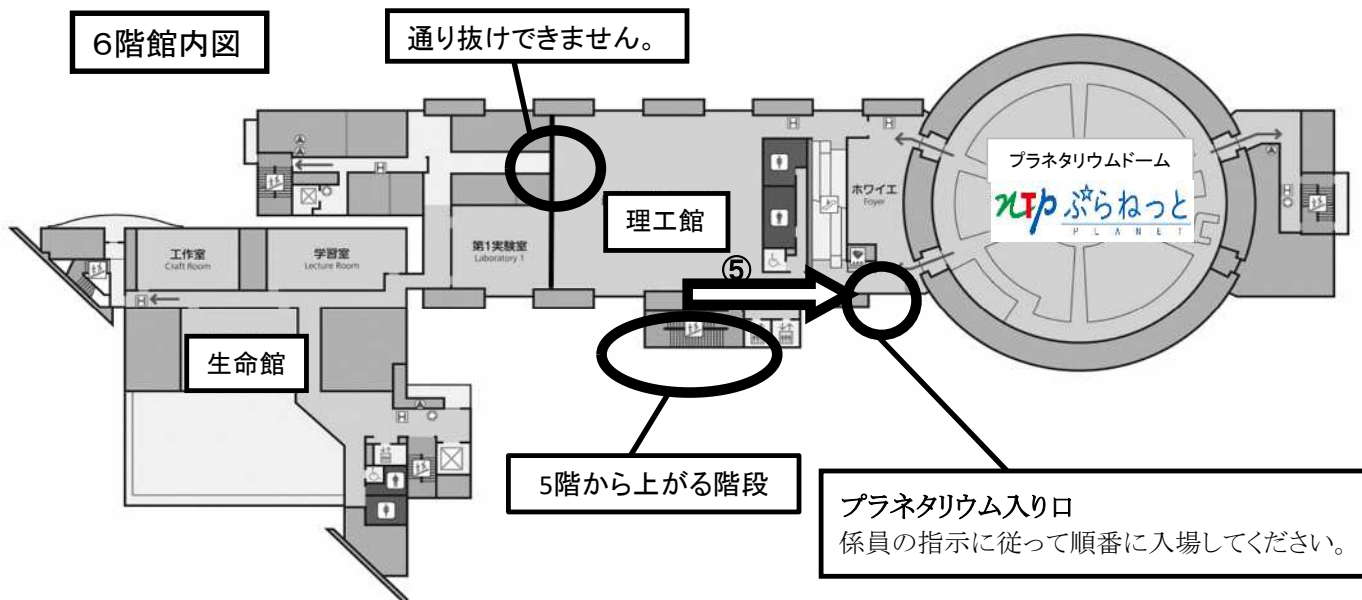 6階館内図
通り抜けできません。
プラネタリウムドーム
NTP ぷらねっと
PLANET
ホワイエ
Foyer
理工館
工作室
Craft Room
学習室
Lecture Room
第1実験室
Laboratory 1
⑤
生命館
5階から上がる階段
プラネタリウム入り口
係員の指示に従って順番に入場してください。